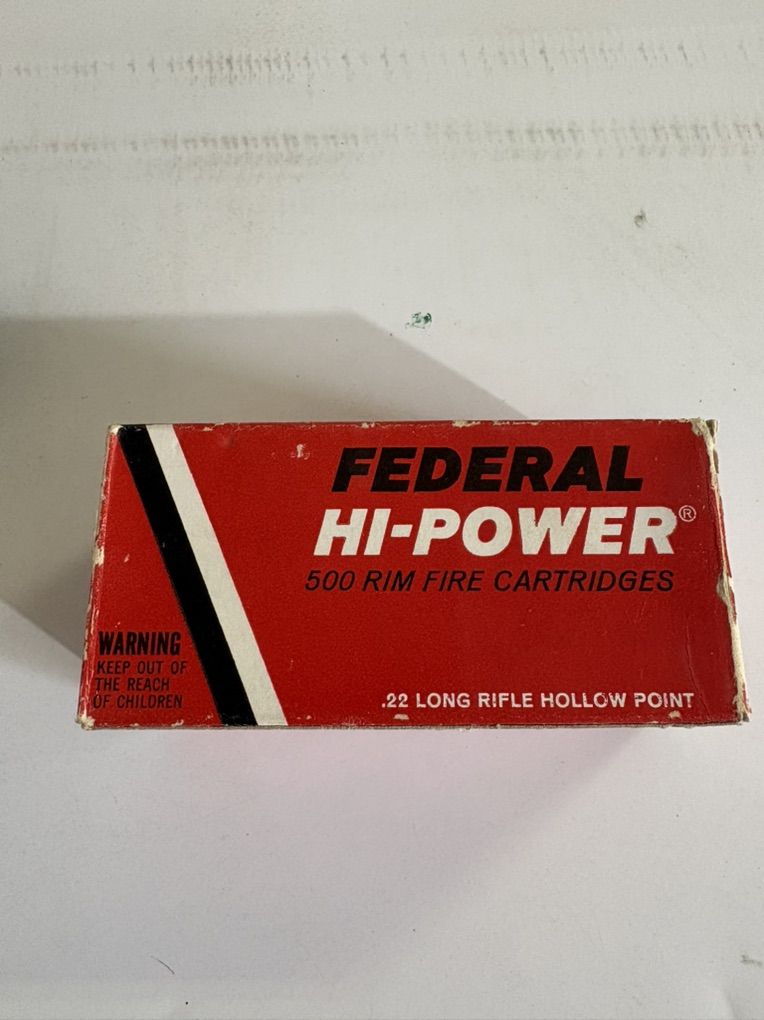 FEDERAL
HI-POWER®
500 RIM FIRE CARTRIDGES
WARNING
KEEP OUT OF
THE REACH
OF CHILDREN
.22 LONG RIFLE HOLLOW POINT